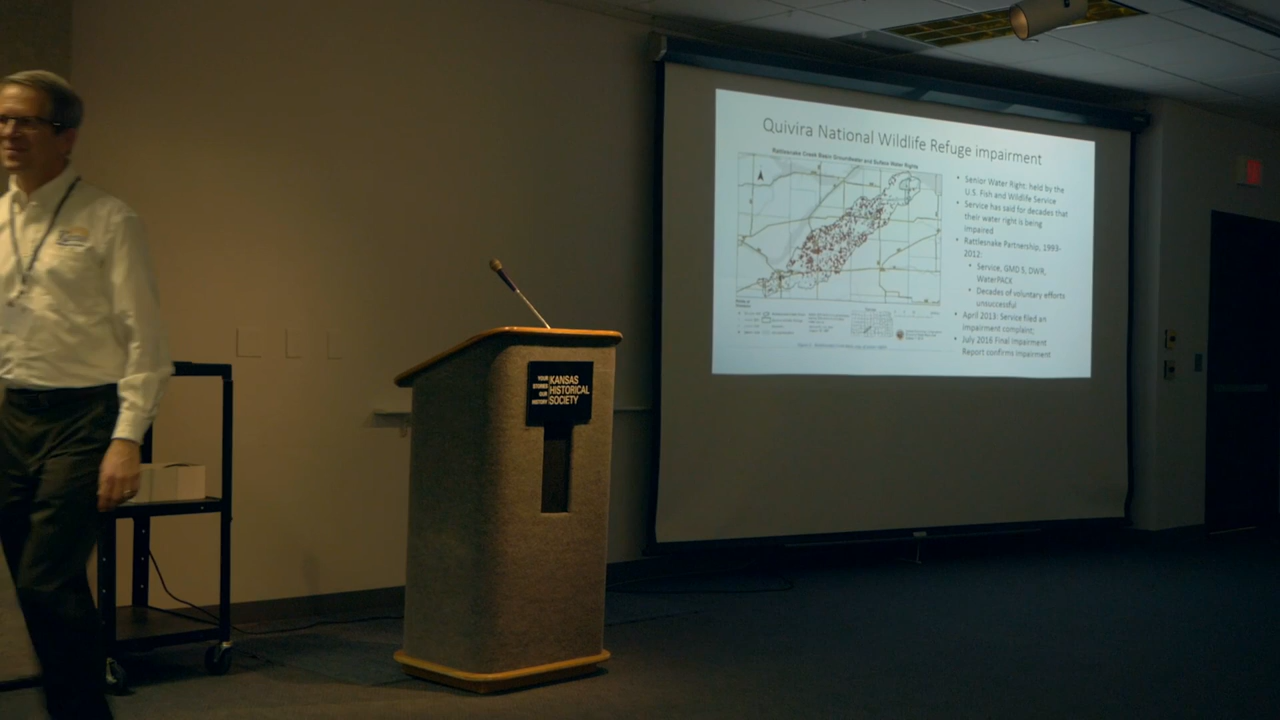 Quivira National Wildlife Refuge impairment
Rattlesnake Creek Basin Groundwater and Surface Water Rights
• Senior Water Right, held by the
U.S. Fish and Wildlife Service
• Service has said for decades that
their water right is being
impaired
• Rattlesnake Partnership, 1993-
2012:
• Service, GMD 5, DWR,
WaterPACK
• Decades of voluntary efforts
unsuccessful
• April 2013: Service filed an
impairment complaint;
• July 2016 Final Impairment
Report confirms impairment
YOUR
STORIES
OUR
HISTORY
KANSAS
HISTORICAL
SOCIETY